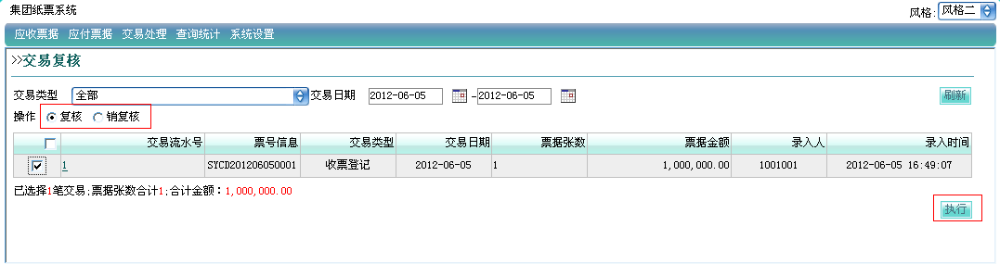 集团纸票系统
风格: 风格二
应收票据 应付票据 交易处理 查询统计 系统设置
>>交易复核
交易类型 全部 交易日期 2012-06-05 -2012-06-05 刷新
操作 复核 销复核
交易流水号 票号信息 交易类型 交易日期 票据张数 票据金额 录入人 录入时间
1 SYCD201206050001 收票登记 2012-06-05 1 1,000,000.00 1001001 2012-06-05 16:49:07
已选择1笔交易;票据张数合计1;合计金额：1,000,000.00
执行